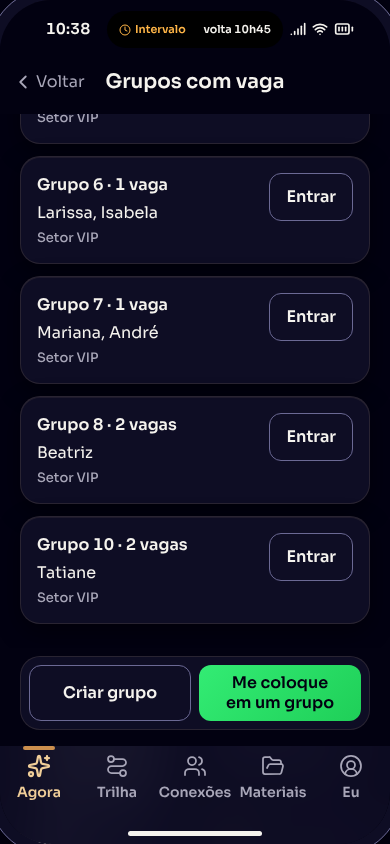 10:38
Intervalo volta 10h45
Voltar
Grupos com vaga
Setor VIP
Grupo 6 · 1 vaga
Larissa, Isabela
Setor VIP
Entrar
Grupo 7 · 1 vaga
Mariana, André
Setor VIP
Entrar
Grupo 8 · 2 vagas
Beatriz
Setor VIP
Entrar
Grupo 10 · 2 vagas
Tatiane
Setor VIP
Entrar
Criar grupo
Me coloque
em um grupo
Agora
Trilha
Conexões
Materiais
Eu